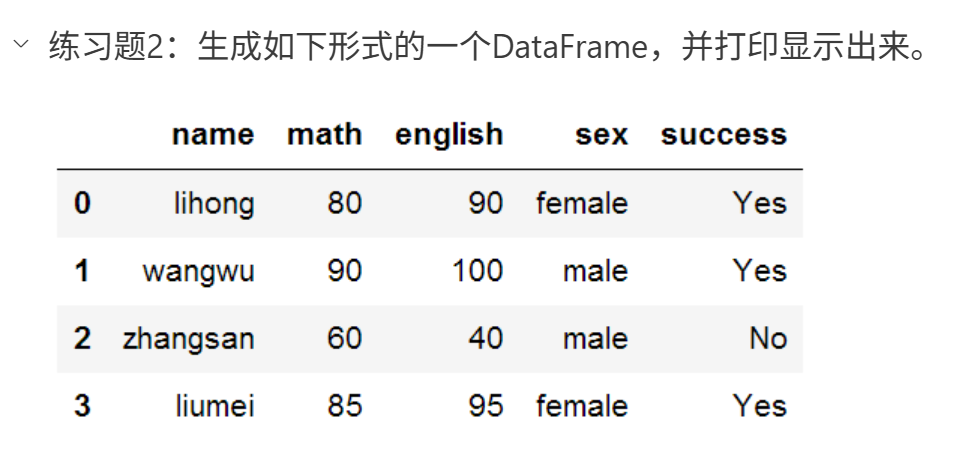 练习题2：生成如下形式的一个DataFrame，并打印显示出来。
name math english sex success
0 lihong 80 90 female Yes
1 wangwu 90 100 male Yes
2 zhangsan 60 40 male No
3 liumei 85 95 female Yes